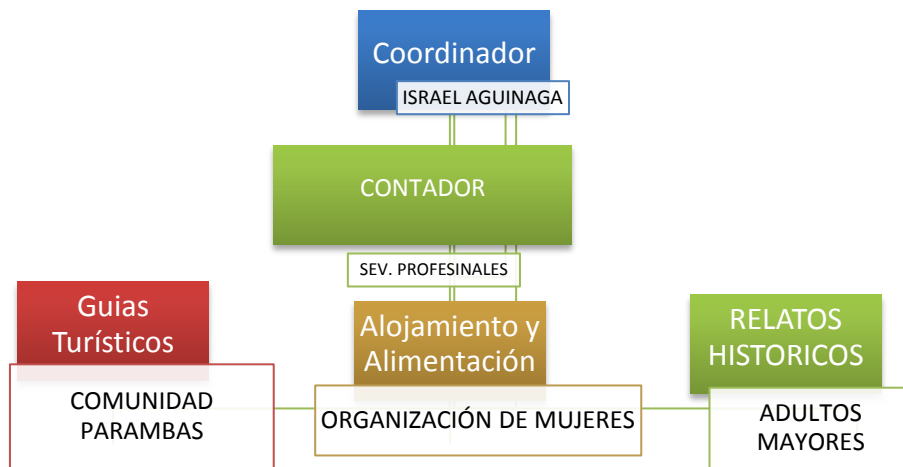 Coordinador
ISRAEL AGUINAGA
CONTADOR
SEV. PROFESINALES
Guias
Turísticos
COMUNIDAD
PARAMBAS
Alojamiento y
Alimentación
ORGANIZACIÓN DE MUJERES
RELATOS
HISTORICOS
ADULTOS
MAYORES